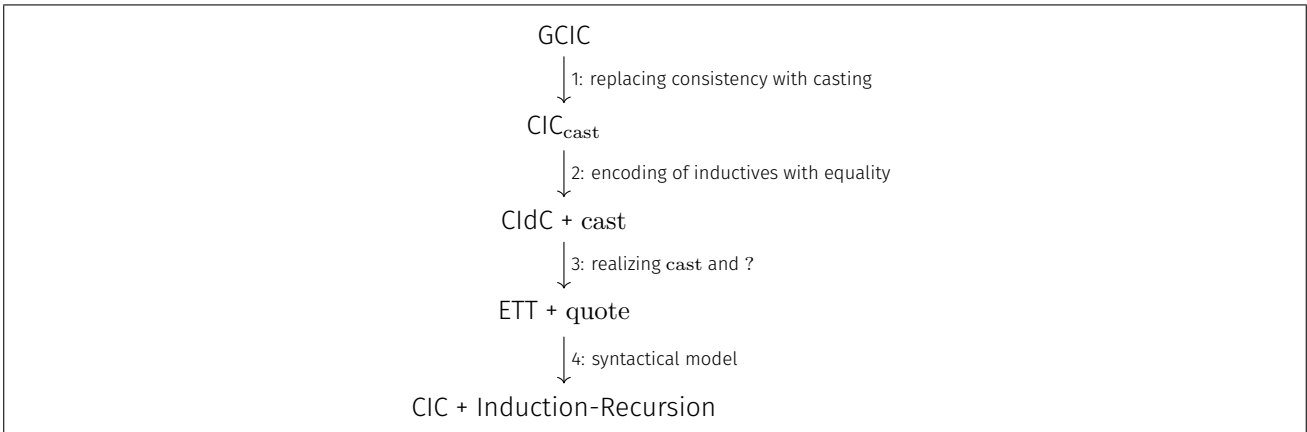 GCIC
1: replacing consistency with casting
CICcast
2: encoding of inductives with equality
CIdC + cast
3: realizing cast and ?
ETT + quote
4: syntactical model
CIC + Induction-Recursion